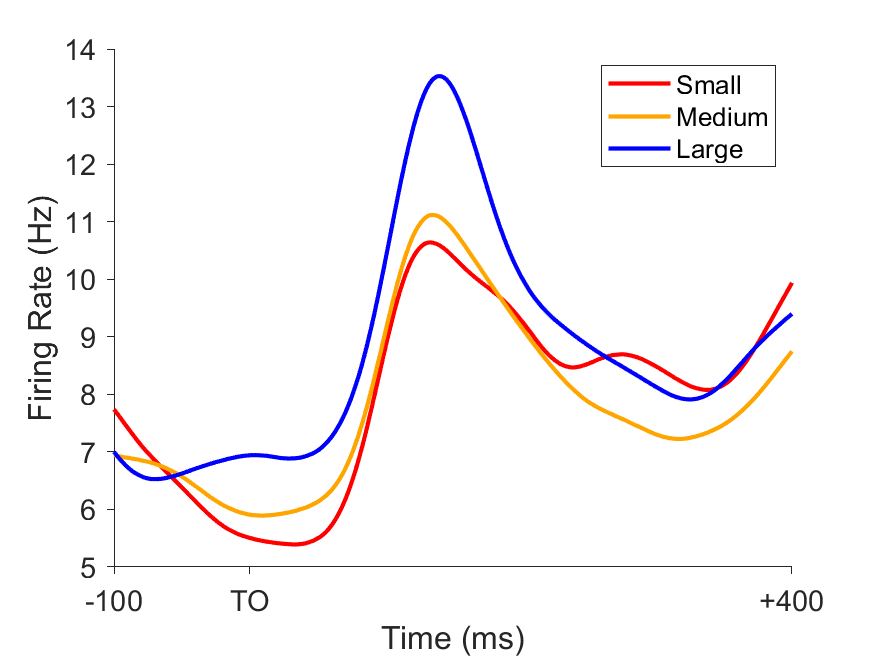 14
13
12
11
10
9
8
7
6
5
Firing Rate (Hz)
Small
Medium
Large
-100 TO +400
Time (ms)